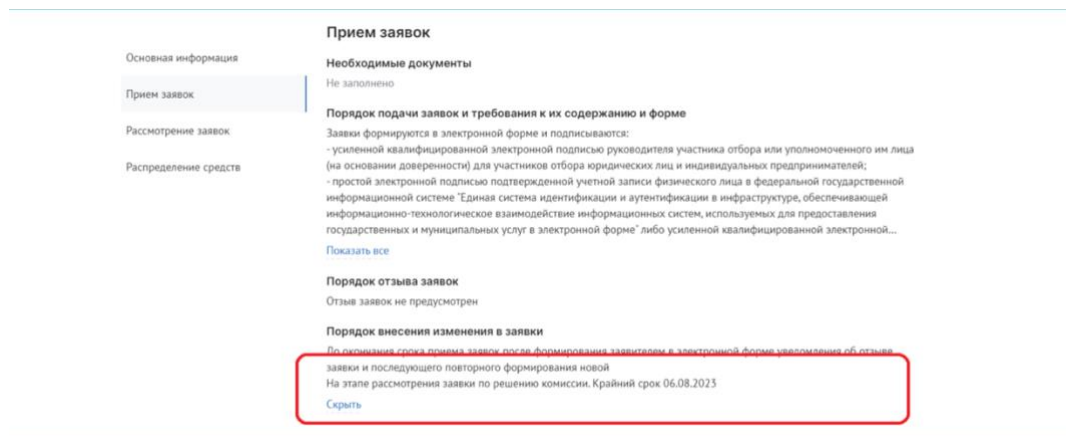 Прием заявок
Основная информация
Необходимые документы
Не заполнено
Прием заявок
Порядок подачи заявок и требования к их содержанию и форме
Рассмотрение заявок
Заявки формируются в электронной форме и подписываются:
- усиленной квалифицированной электронной подписью руководителя участника отбора или уполномоченного им лица
Распределение средств
(на основании доверенности) для участников отбора юридических лиц и индивидуальных предпринимателей;
- простой электронной подписью подтвержденной учетной записи физического лица в федеральной государственной
информационной системе "Единая система идентификации и аутентификации в инфраструктуре, обеспечивающей
информационно-технологическое взаимодействие информационных систем, используемых для предоставления
государственных и муниципальных услуг в электронной форме" либо усиленной квалифицированной электронной...
Показать все
Порядок отзыва заявок
Отзыв заявок не предусмотрен
Порядок внесения изменения в заявки
До окончания срока приема заявок после формирования заявителем в электронной форме уведомления об отзыве
заявки и последующего повторного формирования новой
На этапе рассмотрения заявки по решению комиссии. Крайний срок 06.08.2023
Скрыть